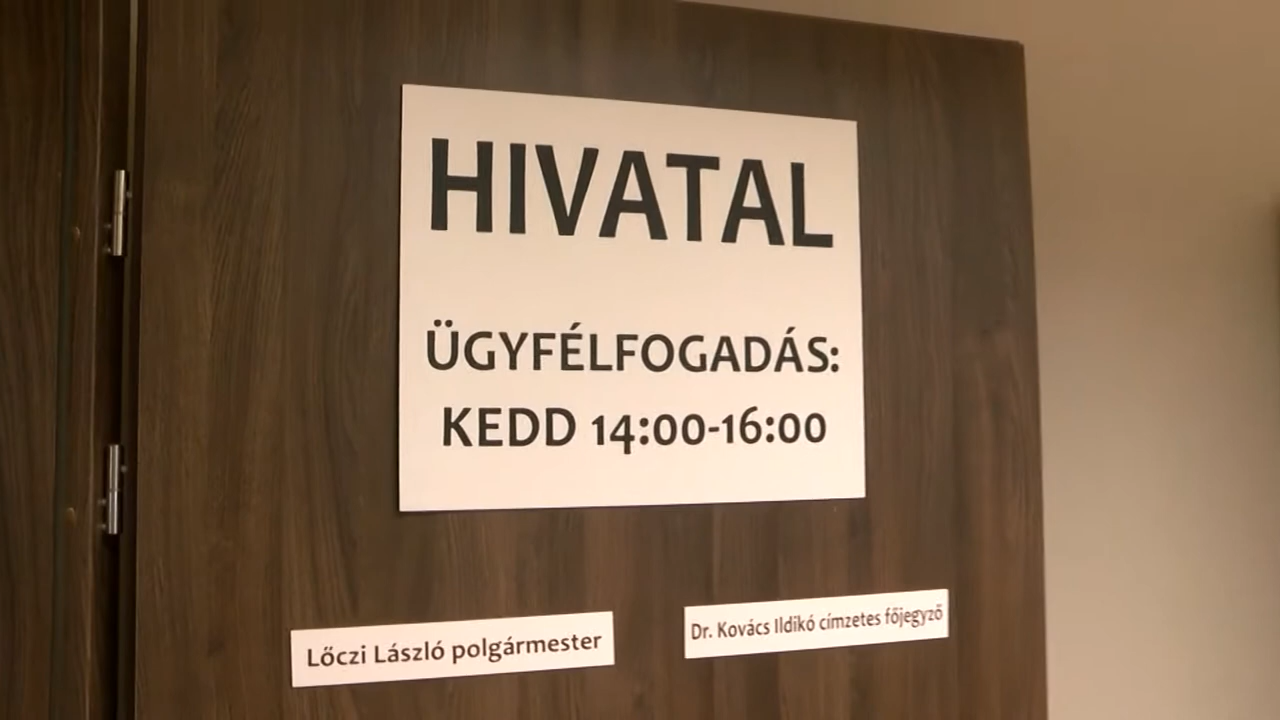 HIVATAL
ÜGYFÉLFOGADÁS:
KEDD 14:00-16:00
Lőczi László polgármester
Dr. Kovács Ildikó címzetes főjegyző